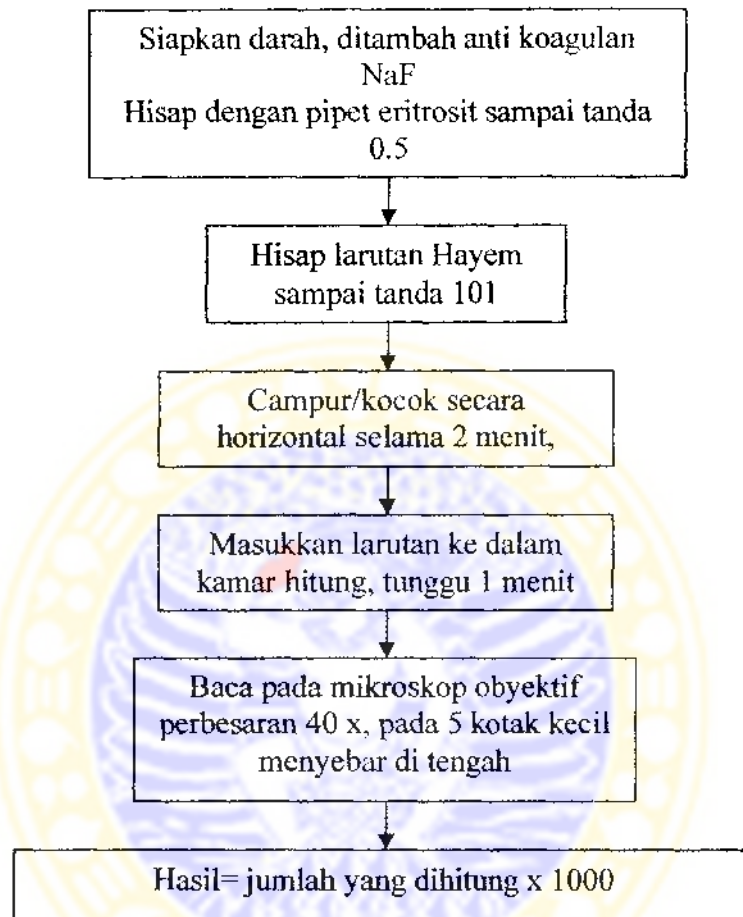 Siapkan darah, ditambah anti koagulan
NaF
Hisap dengan pipet eritrosit sampai tanda
0.5
Hisap larutan Hayem
sampai tanda 101
Campur/kocok secara
horizontal selama 2 menit,
Masukkan larutan ke dalam
kamar hitung, tunggu 1 menit
Baca pada mikroskop obyektif
perbesaran 40 x, pada 5 kotak kecil
menyebar di tengah
Hasil= jumlah yang dihitung x 1000